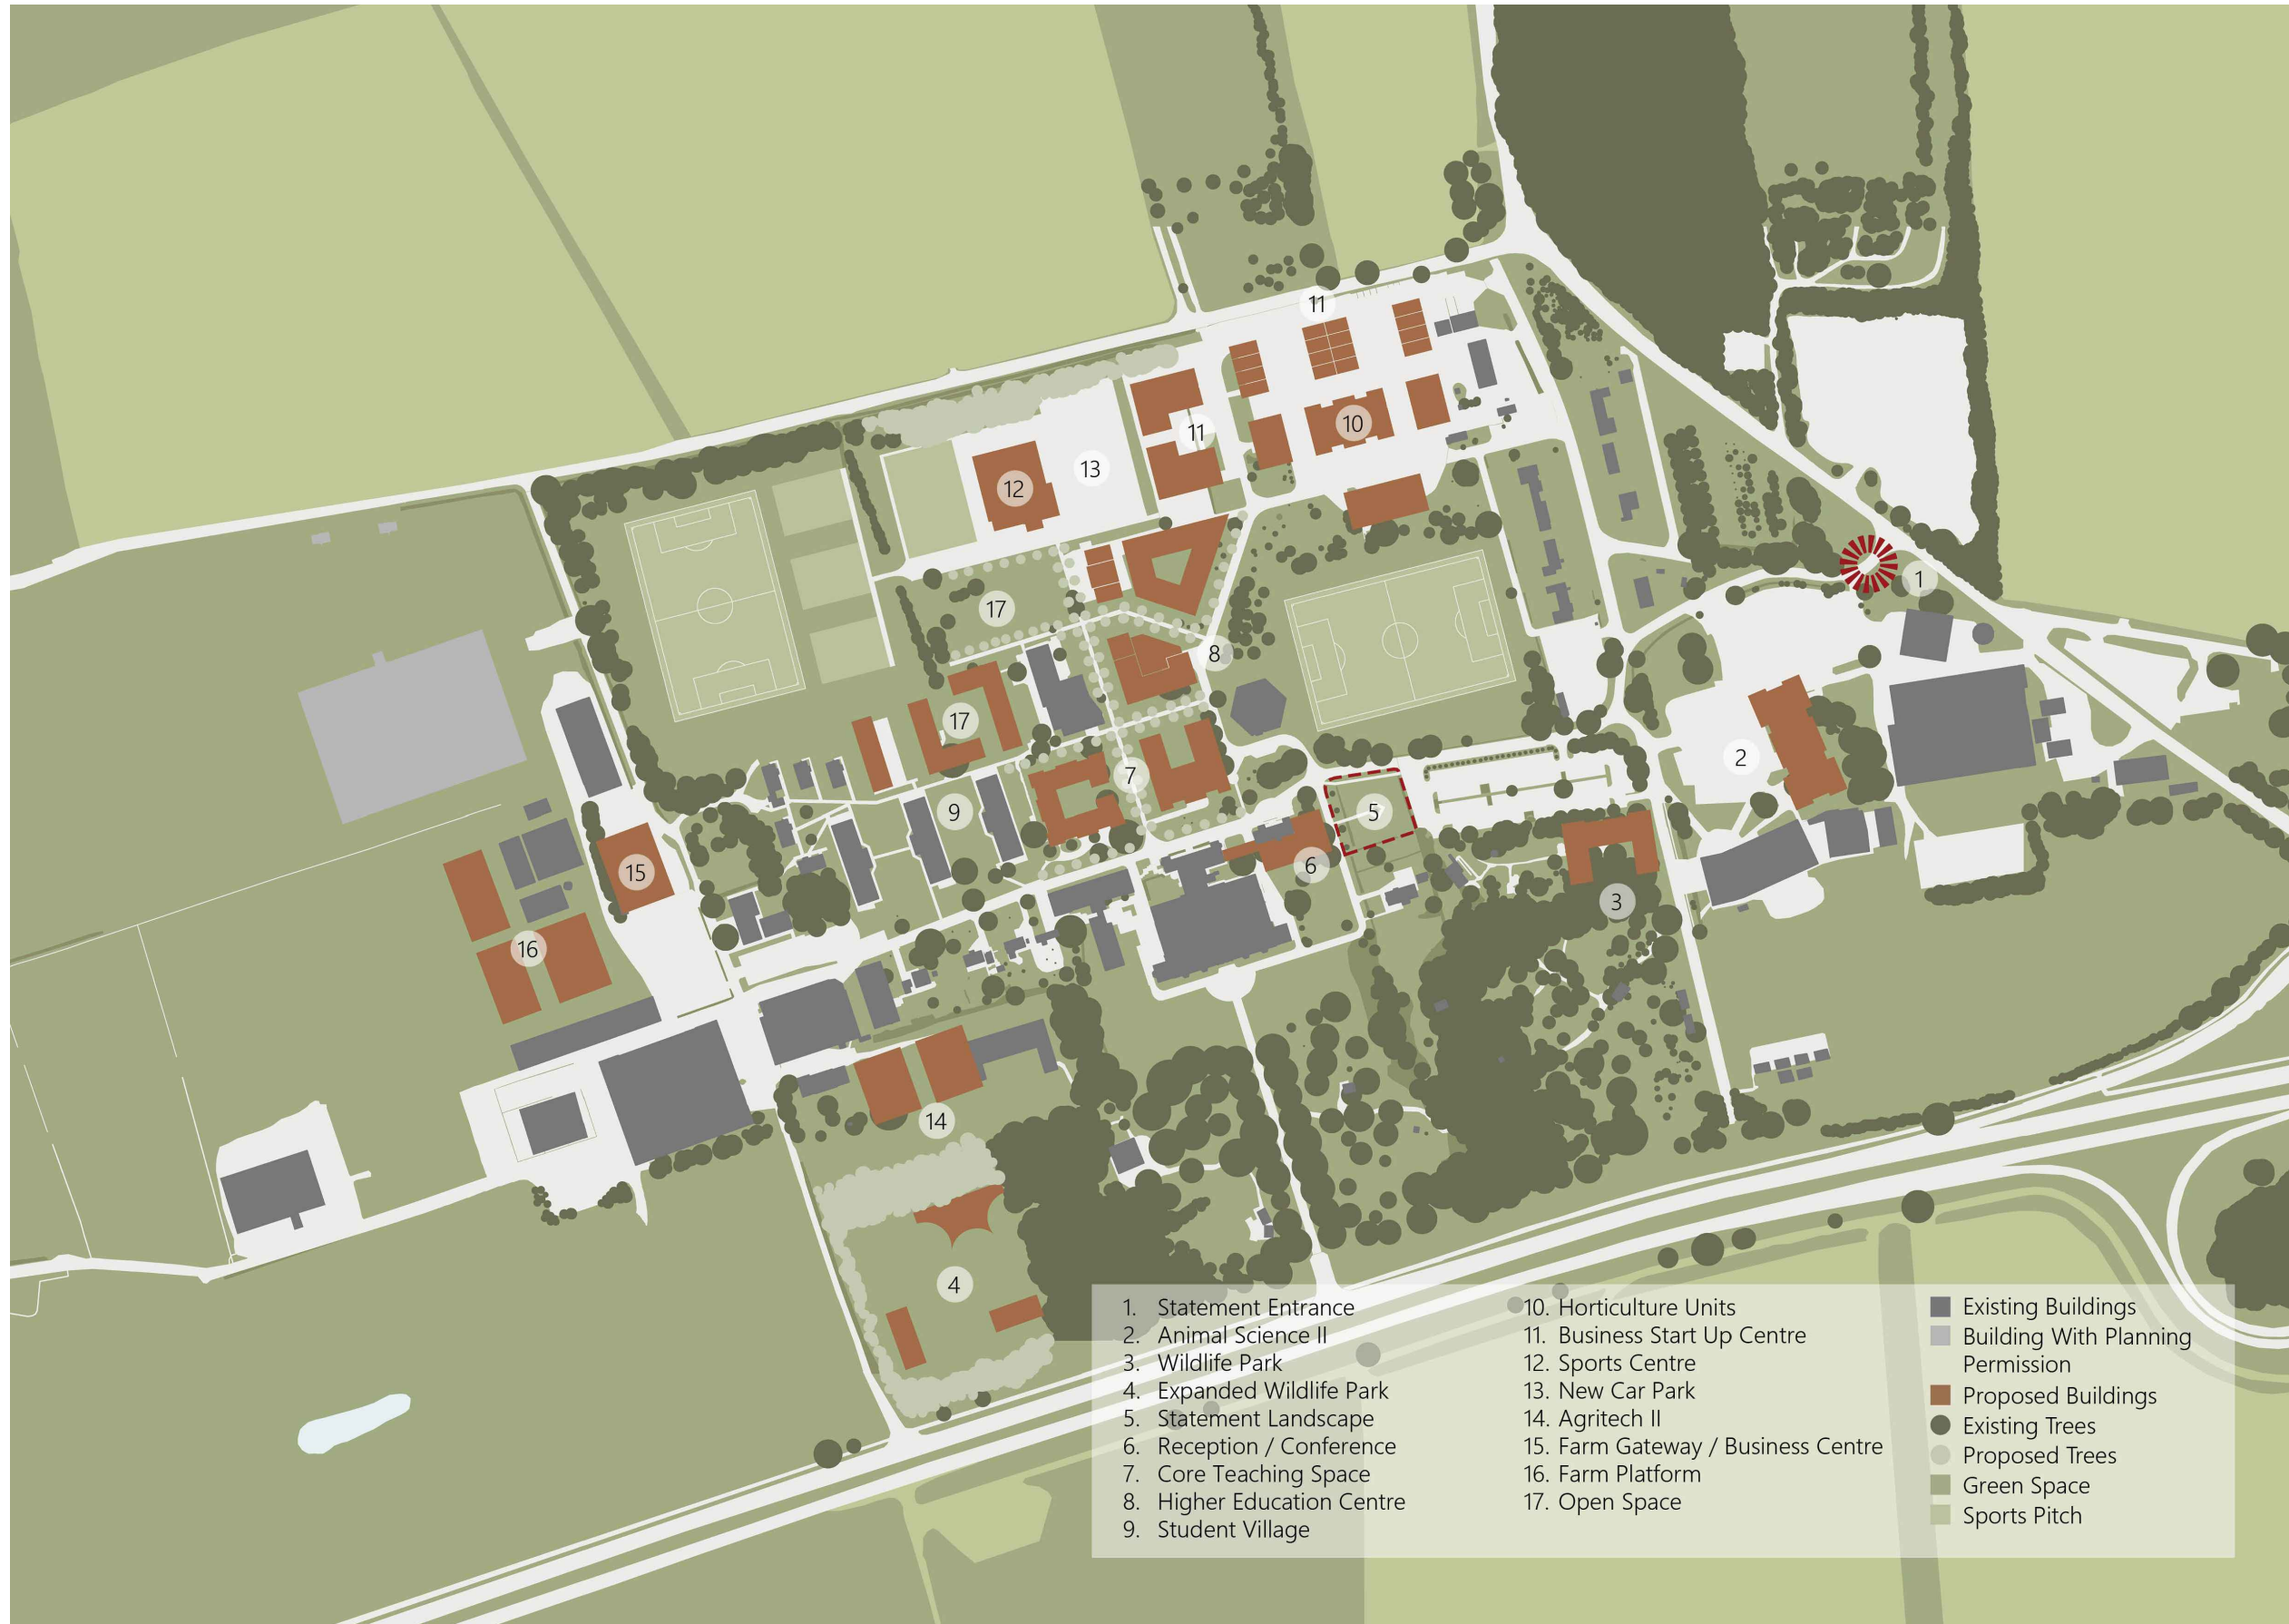 11
10
11
13
12
1
17
8
17
2
7
9
5
6
15
3
16
14
4
1. Statement Entrance
2. Animal Science II
3. Wildlife Park
4. Expanded Wildlife Park
5. Statement Landscape
6. Reception / Conference
7. Core Teaching Space
8. Higher Education Centre
9. Student Village
10. Horticulture Units
11. Business Start Up Centre
12. Sports Centre
13. New Car Park
14. Agritech II
15. Farm Gateway / Business Centre
16. Farm Platform
17. Open Space
Existing Buildings
Building With Planning
Permission
Proposed Buildings
Existing Trees
Proposed Trees
Green Space
Sports Pitch